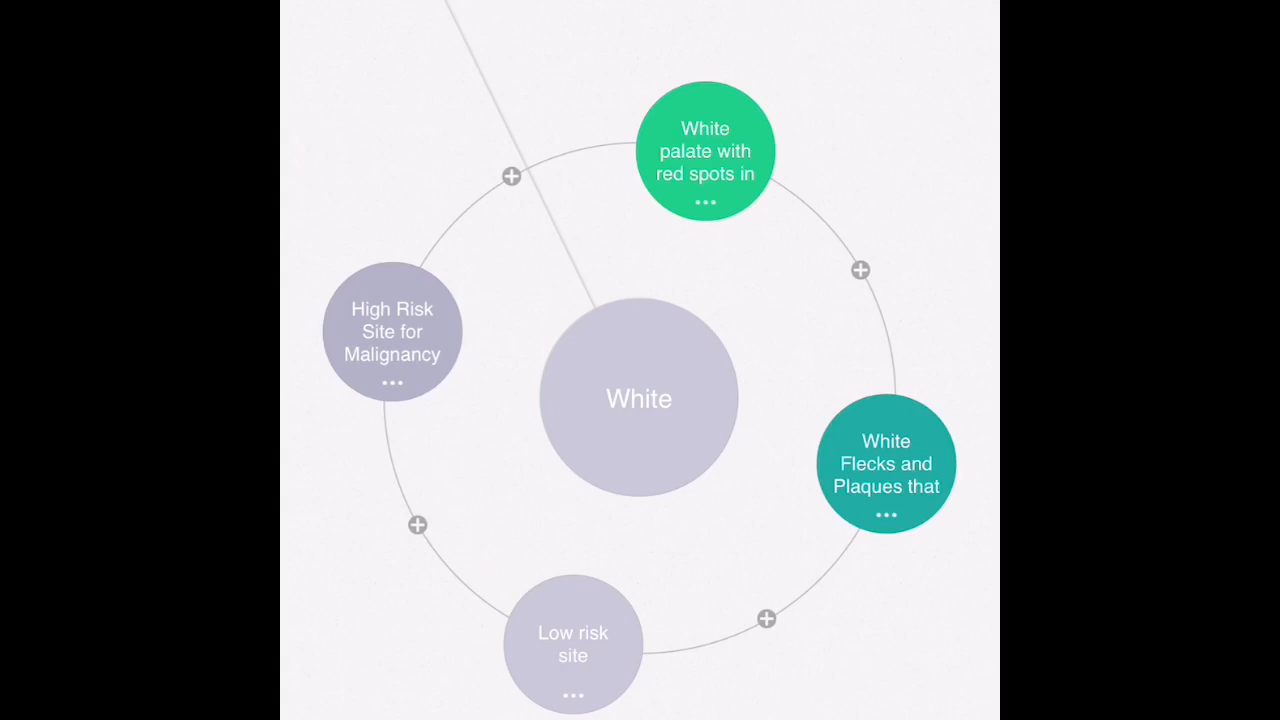 White
palate with
red spots in
...
High Risk
Site for
Malignancy
...
White
White
Flecks and
Plaques that
...
Low risk
site
...